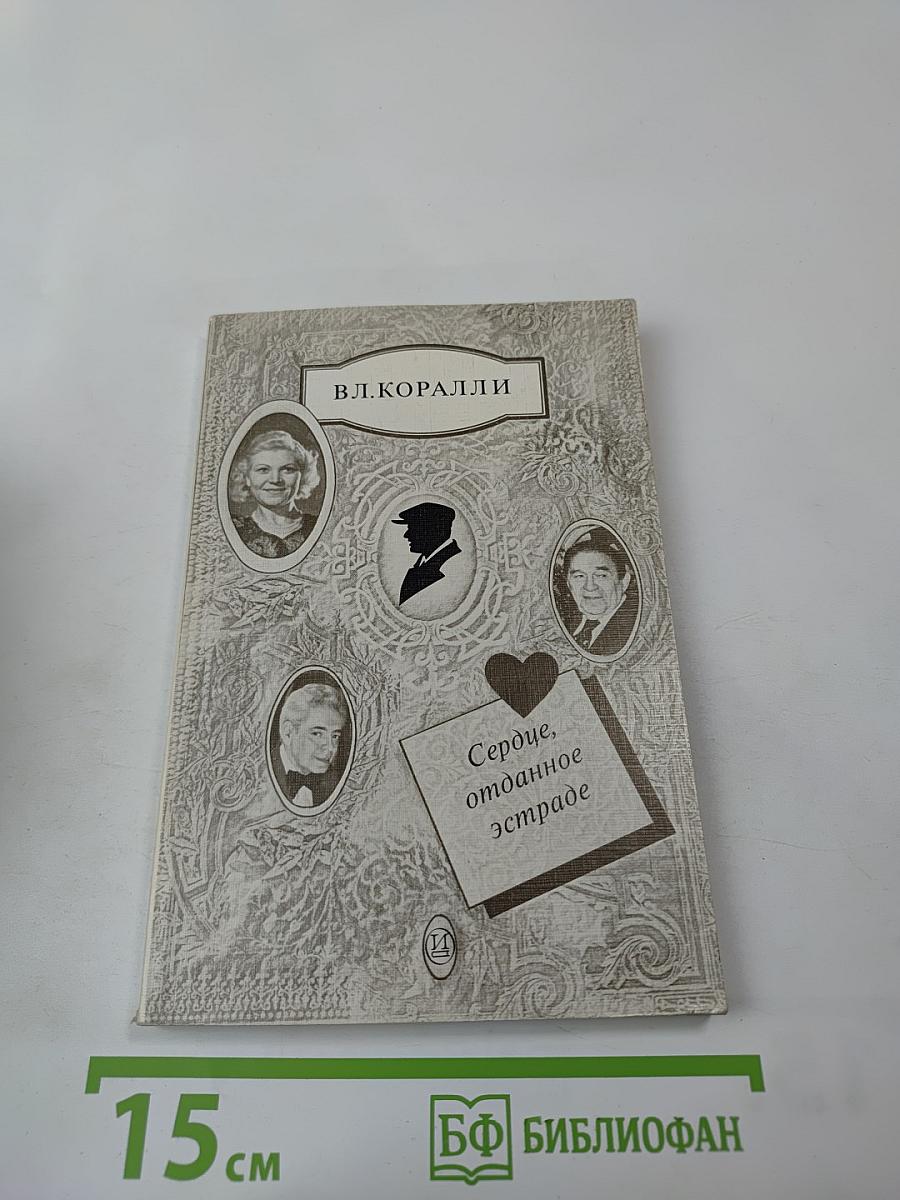 ВЛ.КОРАЛЛИ
Сердце,
отданное
эстраде
И
15 см
БФ БИБЛИОФАН